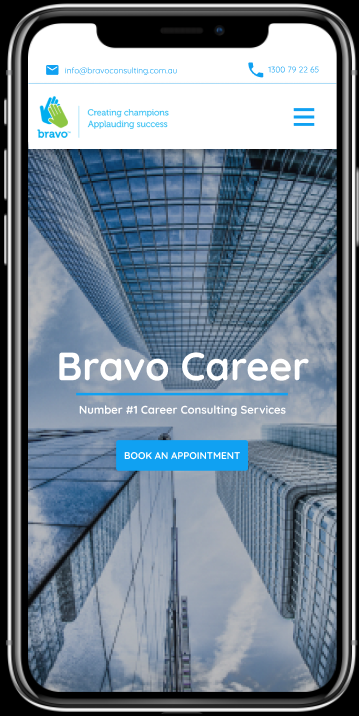 info@bravoconsulting.com.au
1300 79 22 65
bravo™
Creating champions
Applauding success
Bravo Career
Number #1 Career Consulting Services
BOOK AN APPOINTMENT